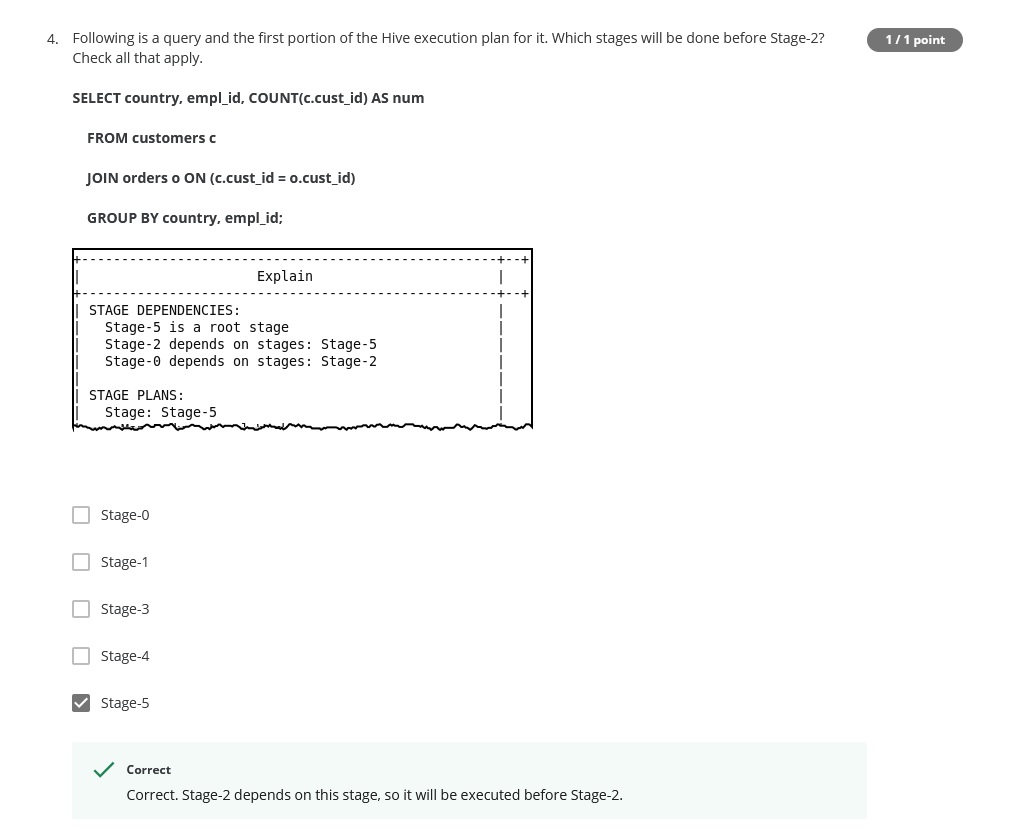 4. Following is a query and the first portion of the Hive execution plan for it. Which stages will be done before Stage-2?
Check all that apply.
1 / 1 point
SELECT country, empl_id, COUNT(c.cust_id) AS num
FROM customers c
JOIN orders o ON (c.cust_id = o.cust_id)
GROUP BY country, empl_id;
Explain
STAGE DEPENDENCIES:
Stage-5 is a root stage
Stage-2 depends on stages: Stage-5
Stage-0 depends on stages: Stage-2
STAGE PLANS:
Stage: Stage-5
Stage-0
Stage-1
Stage-3
Stage-4
Stage-5
Correct
Correct. Stage-2 depends on this stage, so it will be executed before Stage-2.